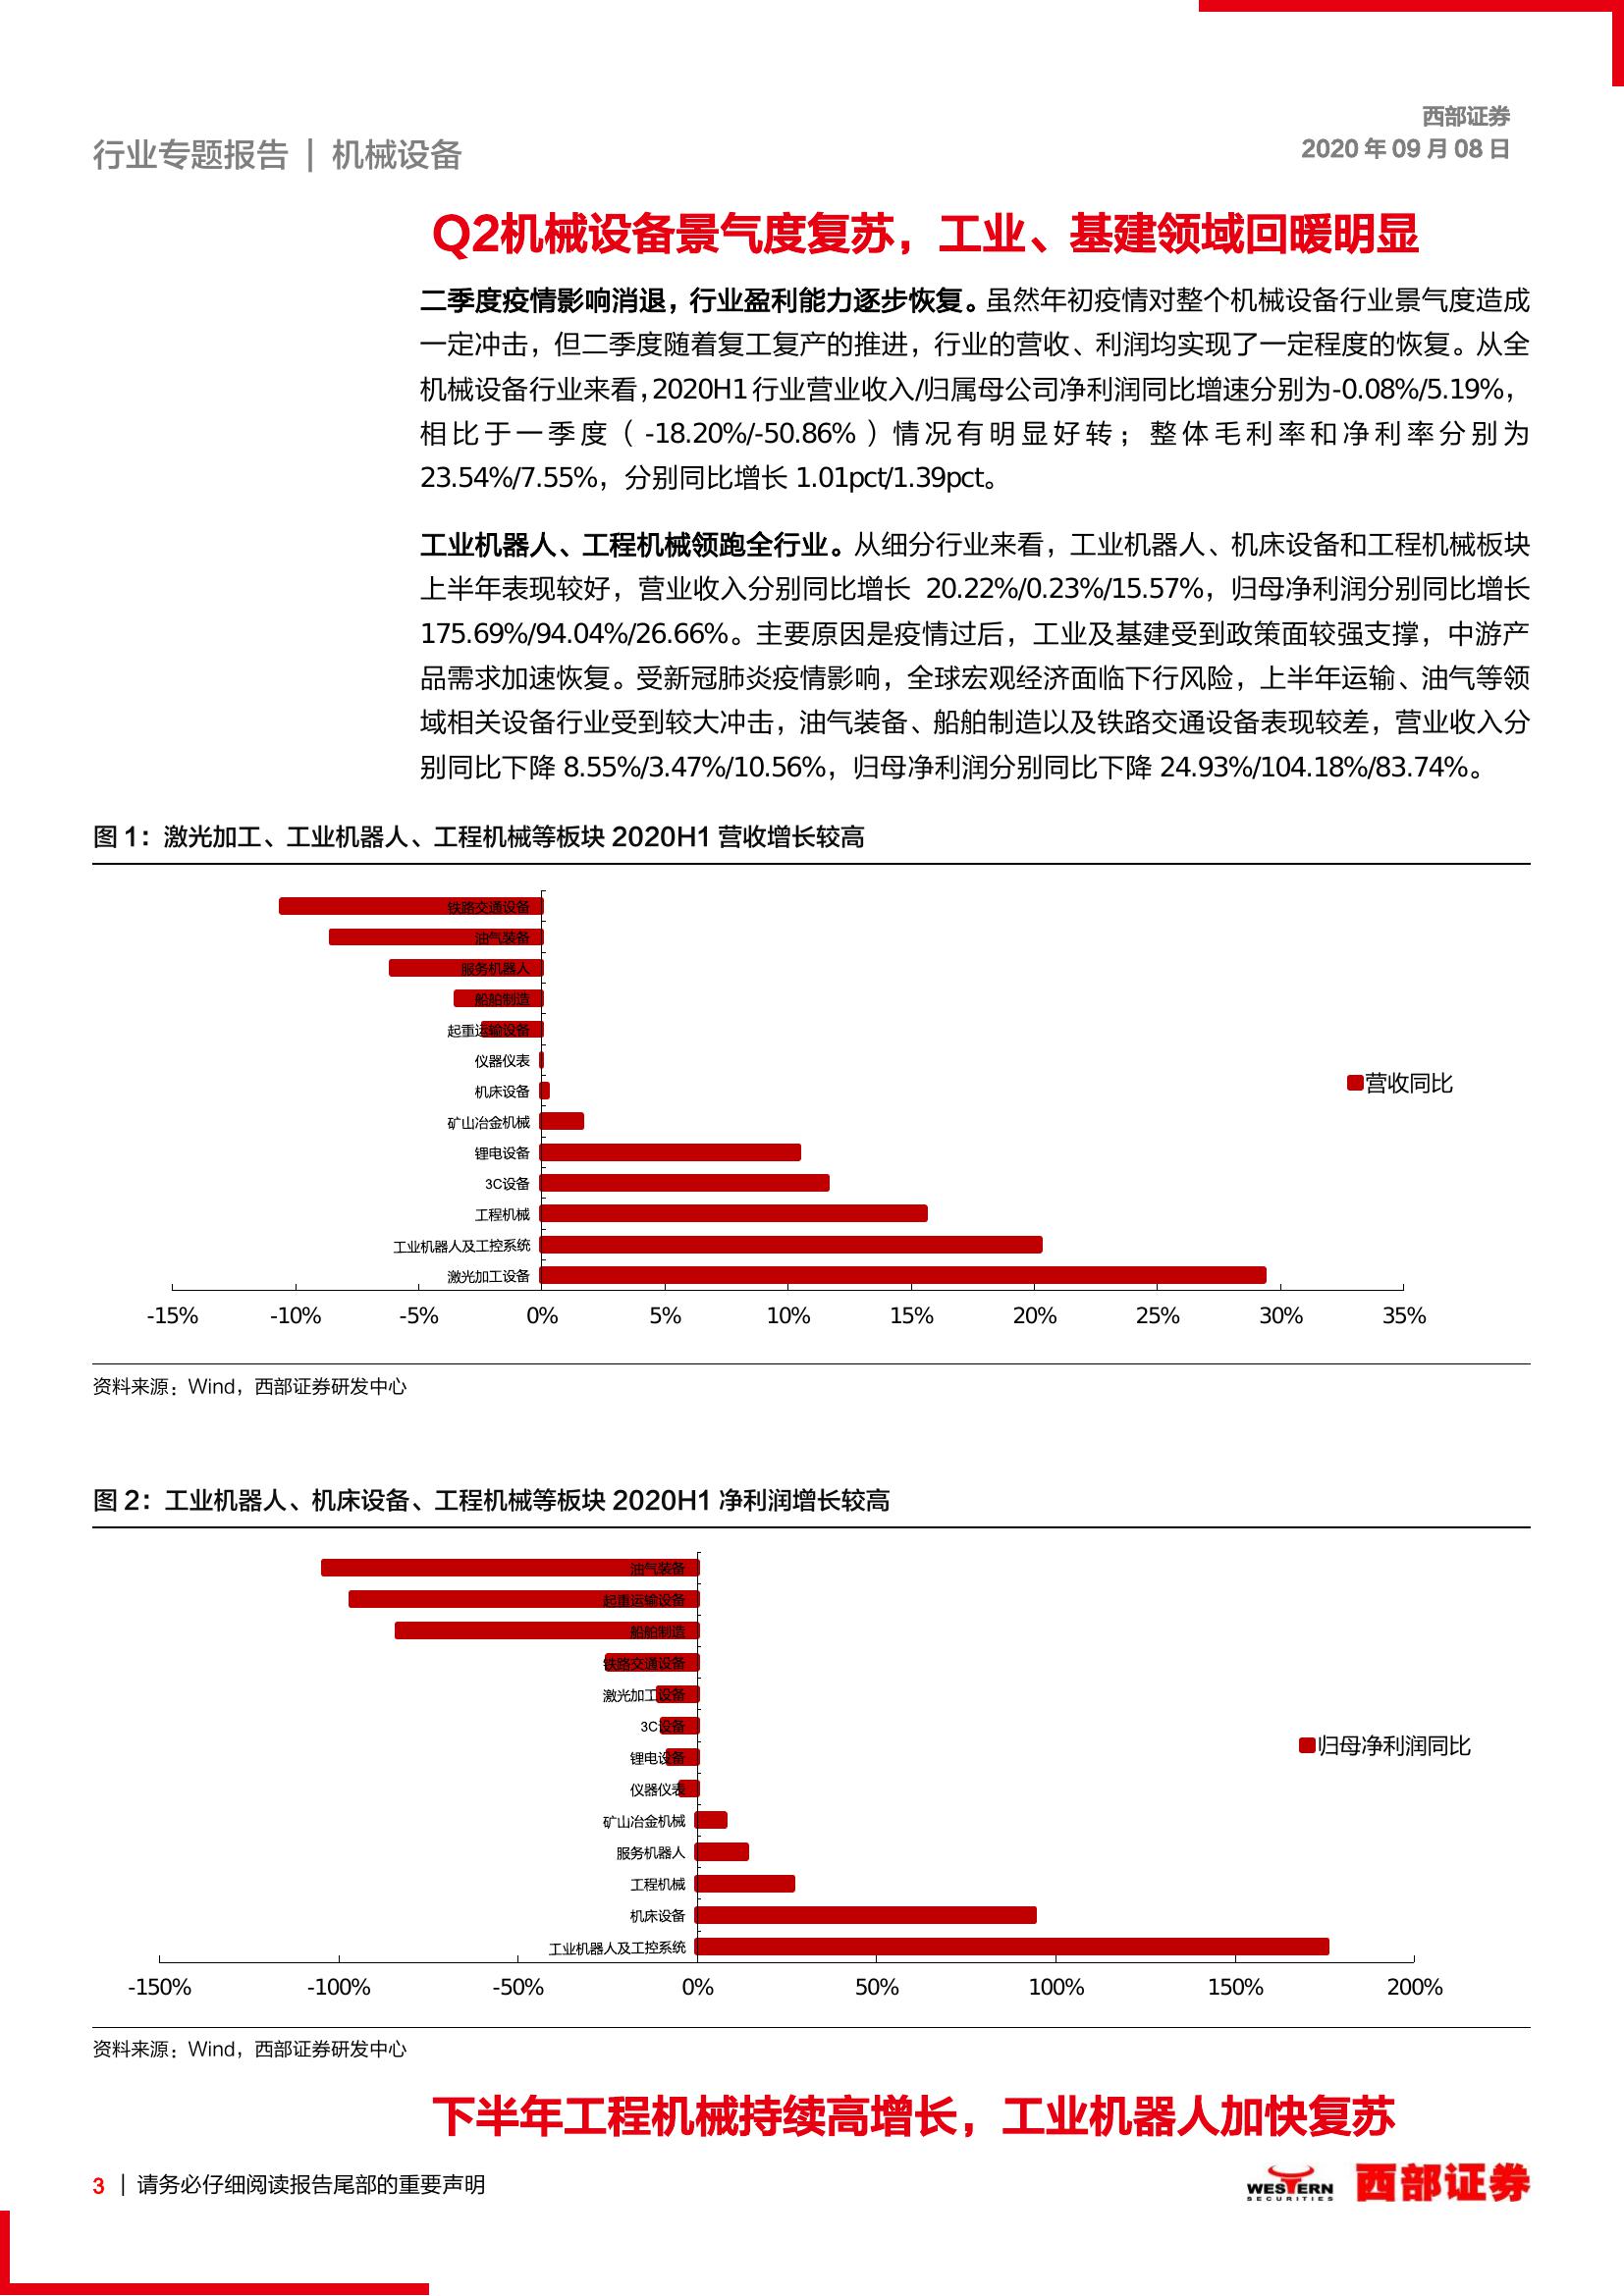 西部证券
2020 年 09 月 08 日
行业专题报告 | 机械设备
Q2机械设备景气度复苏，工业、基建领域回暖明显
二季度疫情影响消退，行业盈利能力逐步恢复。虽然年初疫情对整个机械设备行业景气度造成
一定冲击，但二季度随着复工复产的推进，行业的营收、利润均实现了一定程度的恢复。从全
机械设备行业来看，2020H1 行业营业收入/归属母公司净利润同比增速分别为-0.08%/5.19%，
相比于一季度（ -18.20%/-50.86% ）情况有明显好转；整体毛利率和净利率分别为
23.54%/7.55%，分别同比增长 1.01pct/1.39pct。
工业机器人、工程机械领跑全行业。从细分行业来看，工业机器人、机床设备和工程机械板块
上半年表现较好，营业收入分别同比增长 20.22%/0.23%/15.57%，归母净利润分别同比增长
175.69%/94.04%/26.66%。主要原因是疫情过后，工业及基建受到政策面较强支撑，中游产
品需求加速恢复。受新冠肺炎疫情影响，全球宏观经济面临下行风险，上半年运输、油气等领
域相关设备行业受到较大冲击，油气装备、船舶制造以及铁路交通设备表现较差，营业收入分
别同比下降 8.55%/3.47%/10.56%，归母净利润分别同比下降 24.93%/104.18%/83.74%。
图 1：激光加工、工业机器人、工程机械等板块 2020H1 营收增长较高
铁路交通设备
油气装备
服务机器人
船舶制造
起重运输设备
仪器仪表
机床设备
营收同比
矿山冶金机械
锂电设备
3C设备
工程机械
工业机器人及工控系统
激光加工设备
-15% -10% -5% 0% 5% 10% 15% 20% 25% 30% 35%
资料来源：Wind，西部证券研发中心
图 2：工业机器人、机床设备、工程机械等板块 2020H1 净利润增长较高
油气装备
起重运输设备
船舶制造
铁路交通设备
激光加工设备
3C设备
归母净利润同比
锂电设备
仪器仪表
矿山冶金机械
服务机器人
工程机械
机床设备
工业机器人及工控系统
-150% -100% -50% 0% 50% 100% 150% 200%
资料来源：Wind，西部证券研发中心
下半年工程机械持续高增长，工业机器人加快复苏
3 | 请务必仔细阅读报告尾部的重要声明
WESTERN
SECURITIES
西部证券